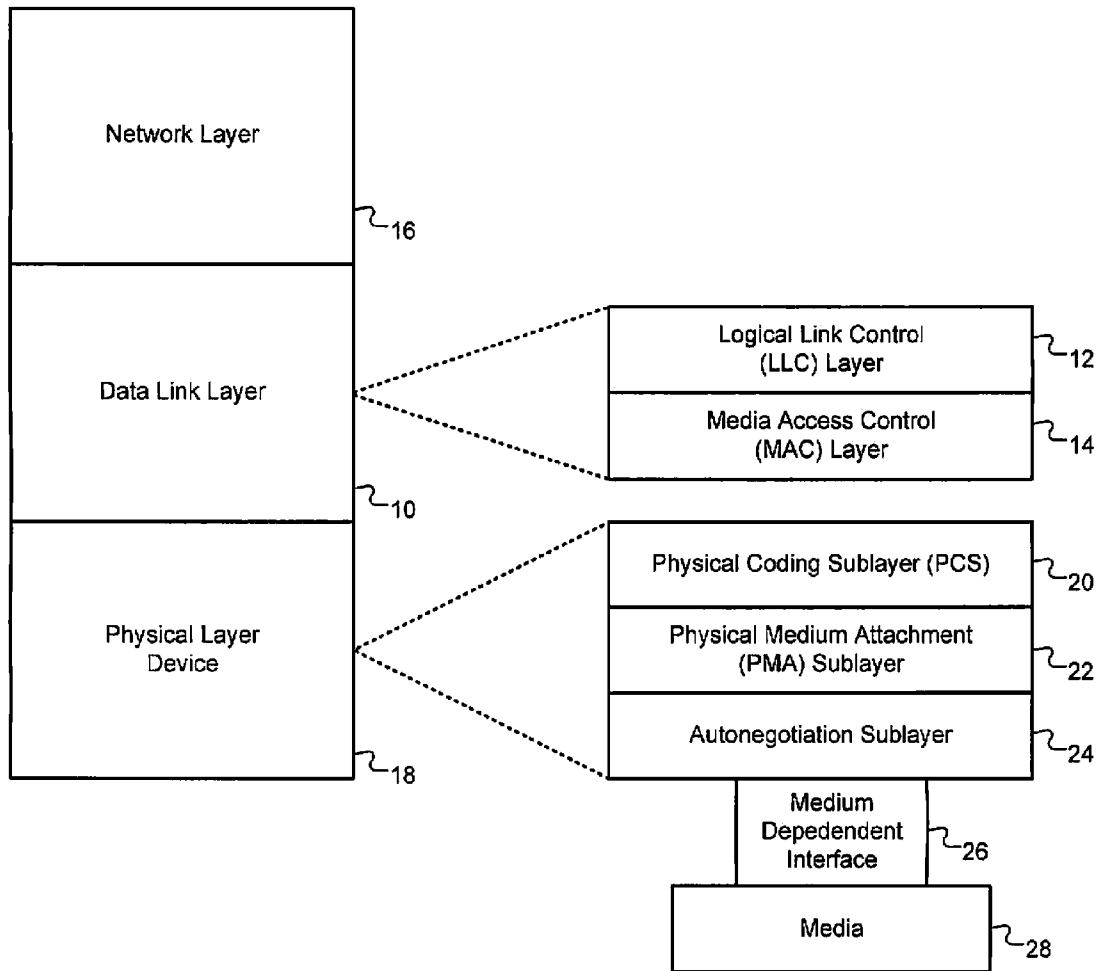 Network Layer
16
Data Link Layer
10
Physical Layer
Device
18
Logical Link Control
(LLC) Layer
12
Media Access Control
(MAC) Layer
14
Physical Coding Sublayer (PCS)
20
Physical Medium Attachment
(PMA) Sublayer
22
Autonegotiation Sublayer
24
Medium
Depedendent
Interface
26
Media
28